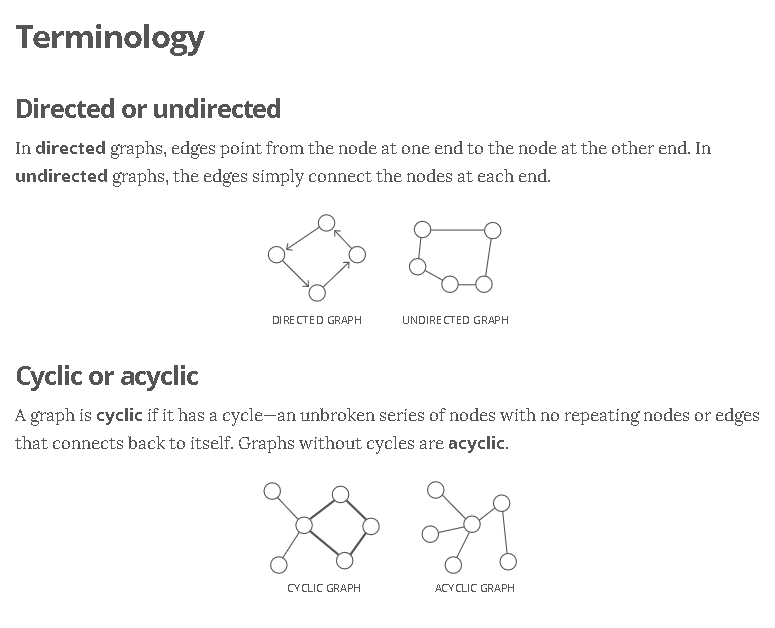 Terminology
Directed or undirected
In directed graphs, edges point from the node at one end to the node at the other end. In
undirected graphs, the edges simply connect the nodes at each end.
DIRECTED GRAPH
UNDIRECTED GRAPH
Cyclic or acyclic
A graph is cyclic if it has a cycle—an unbroken series of nodes with no repeating nodes or edges
that connects back to itself. Graphs without cycles are acyclic.
CYCLIC GRAPH
ACYCLIC GRAPH